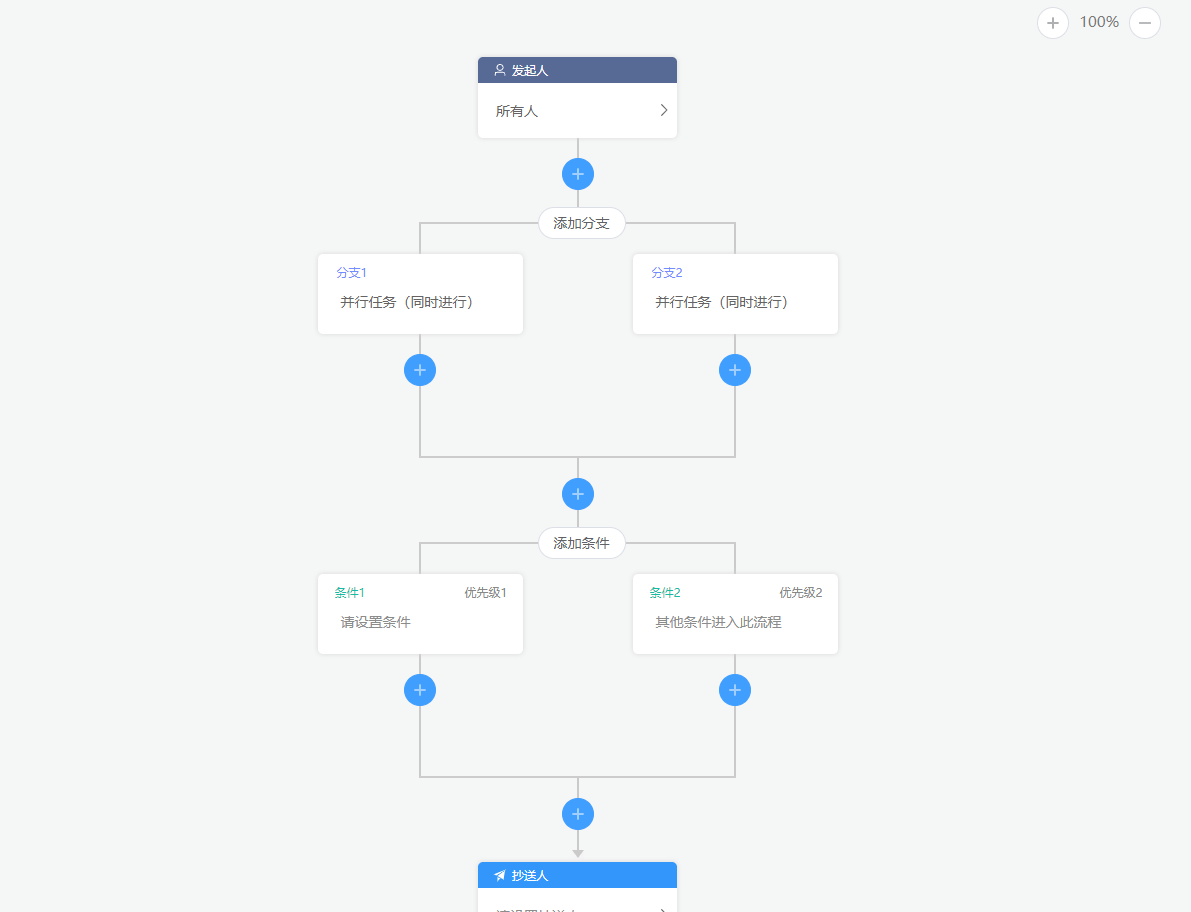 100%
发起人
所有人
添加分支
分支1
并行任务（同时进行）
分支2
并行任务（同时进行）
添加条件
条件1 优先级1
请设置条件
条件2 优先级2
其他条件进入此流程
抄送人